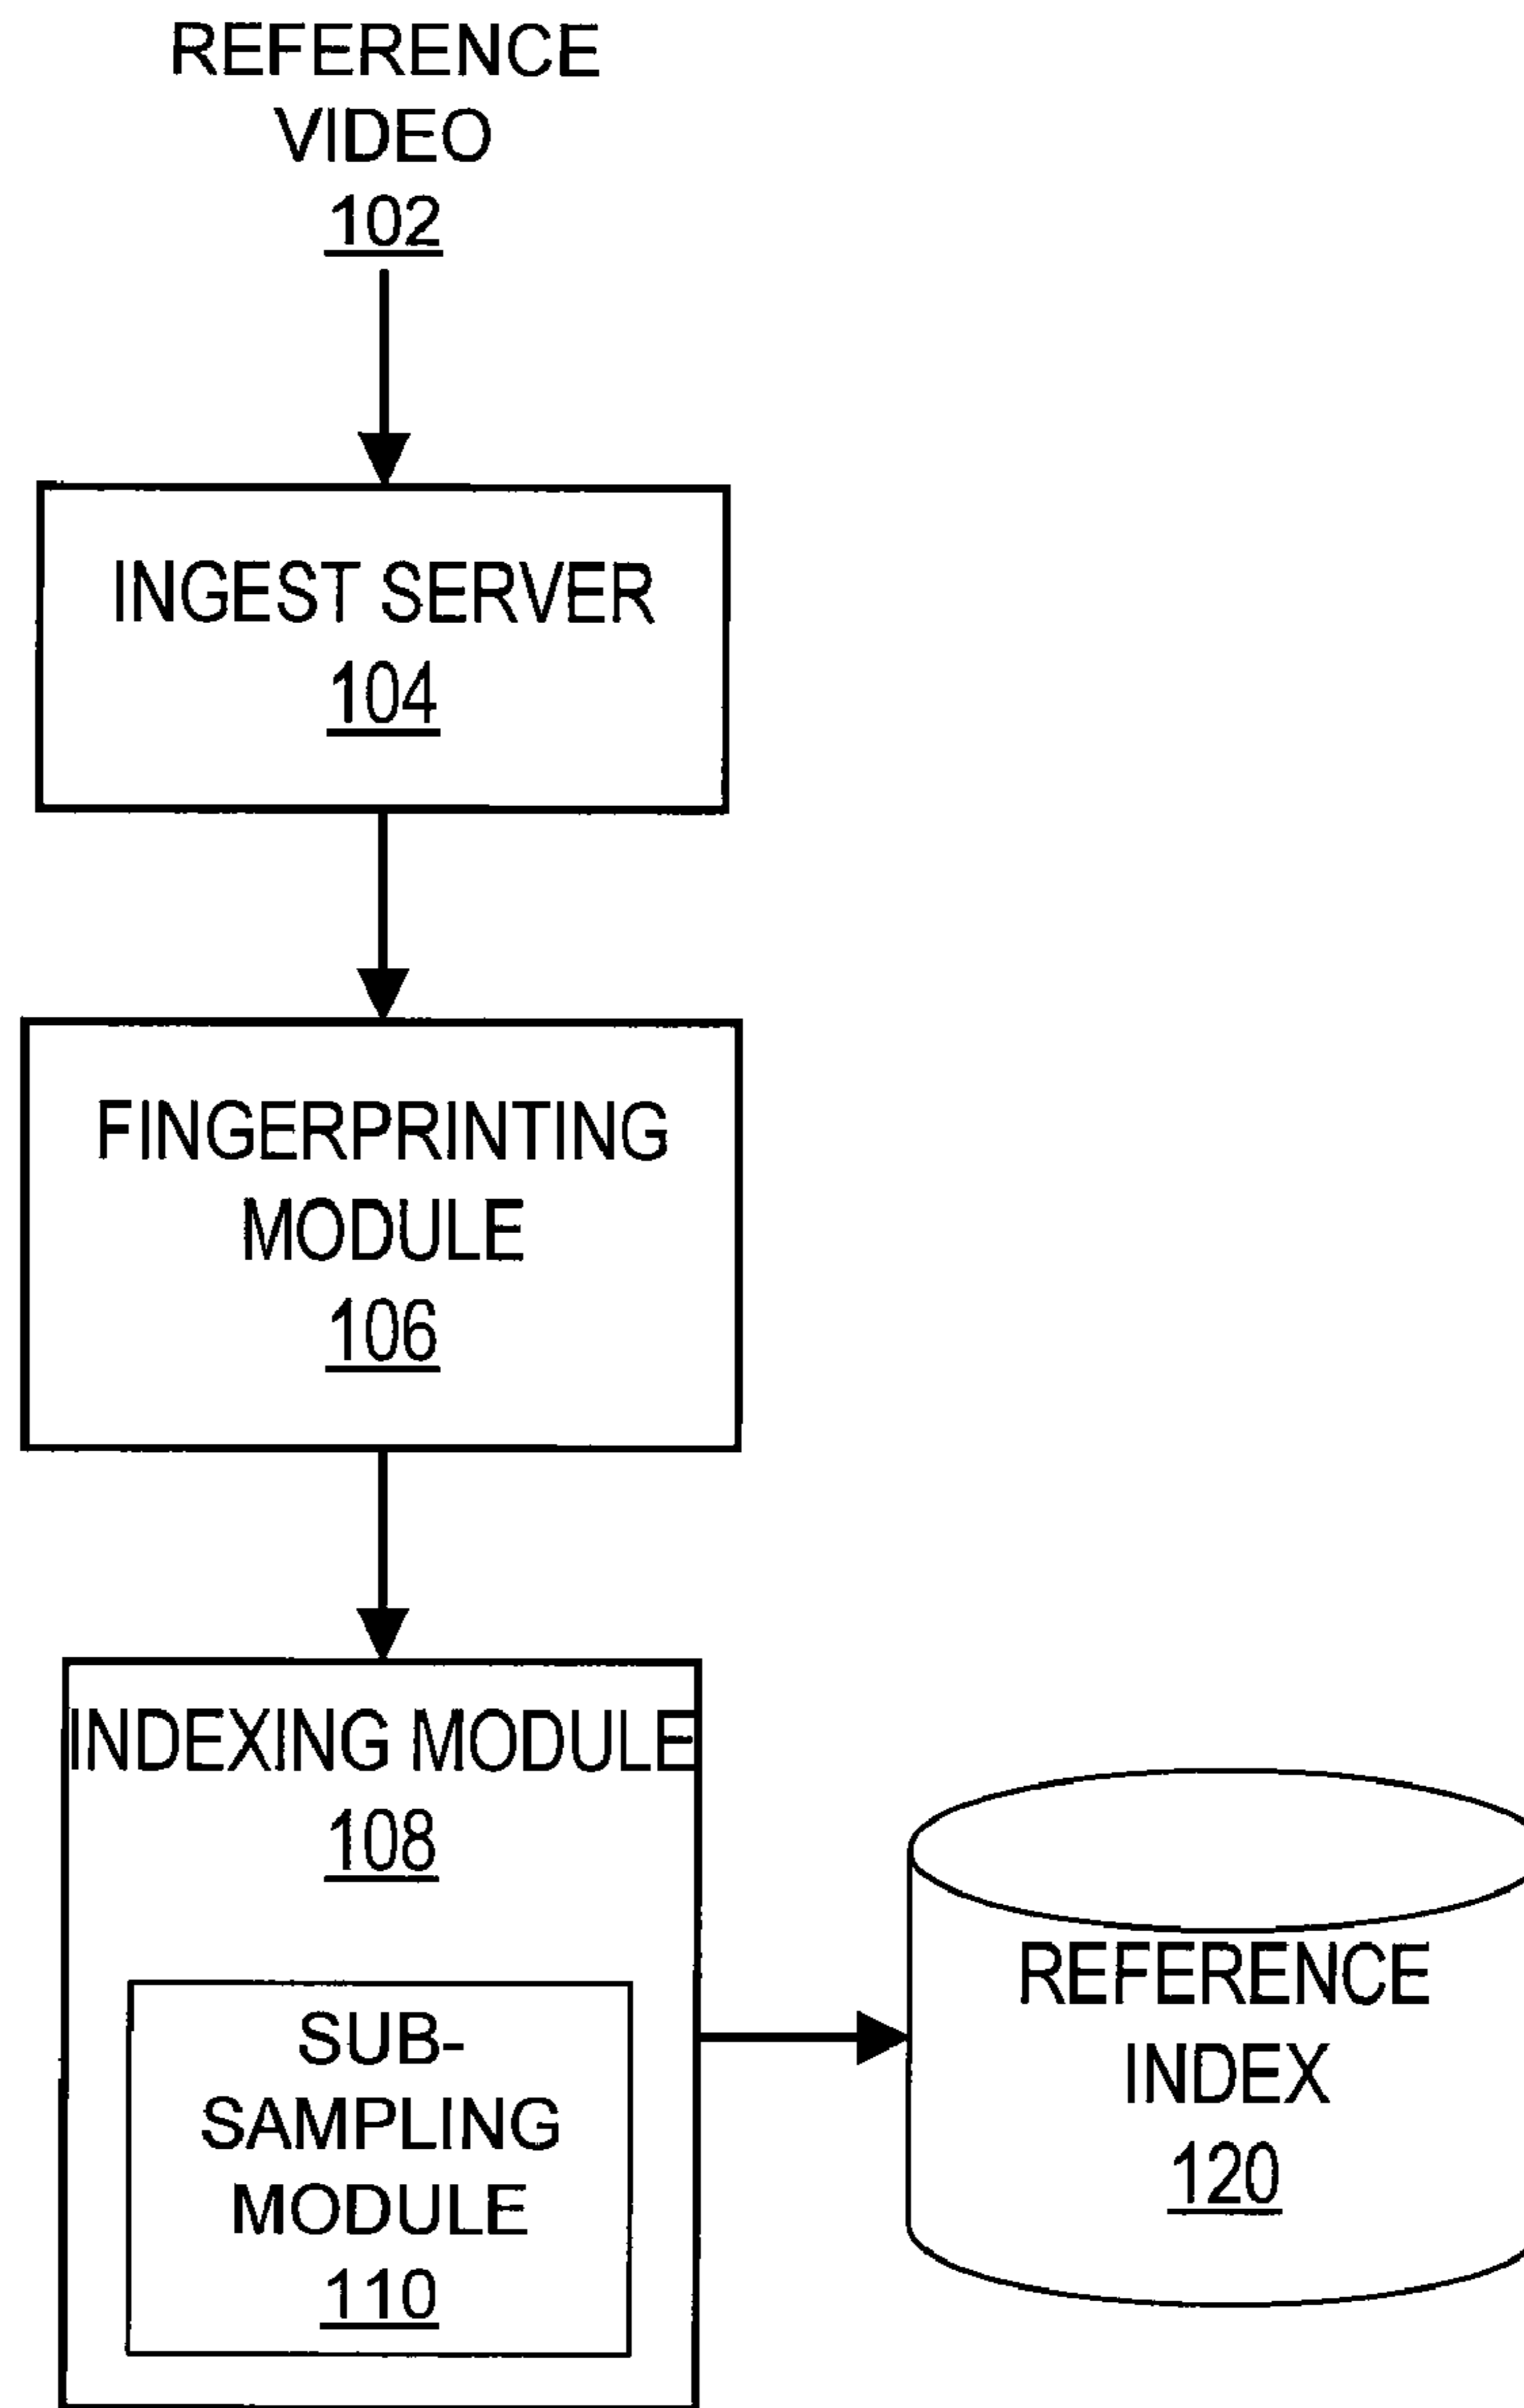 REFERENCE
VIDEO
102
INGEST SERVER
104
FINGERPRINTING
MODULE
106
INDEXING MODULE
108
SUB-
SAMPLING
MODULE
110
REFERENCE
INDEX
120